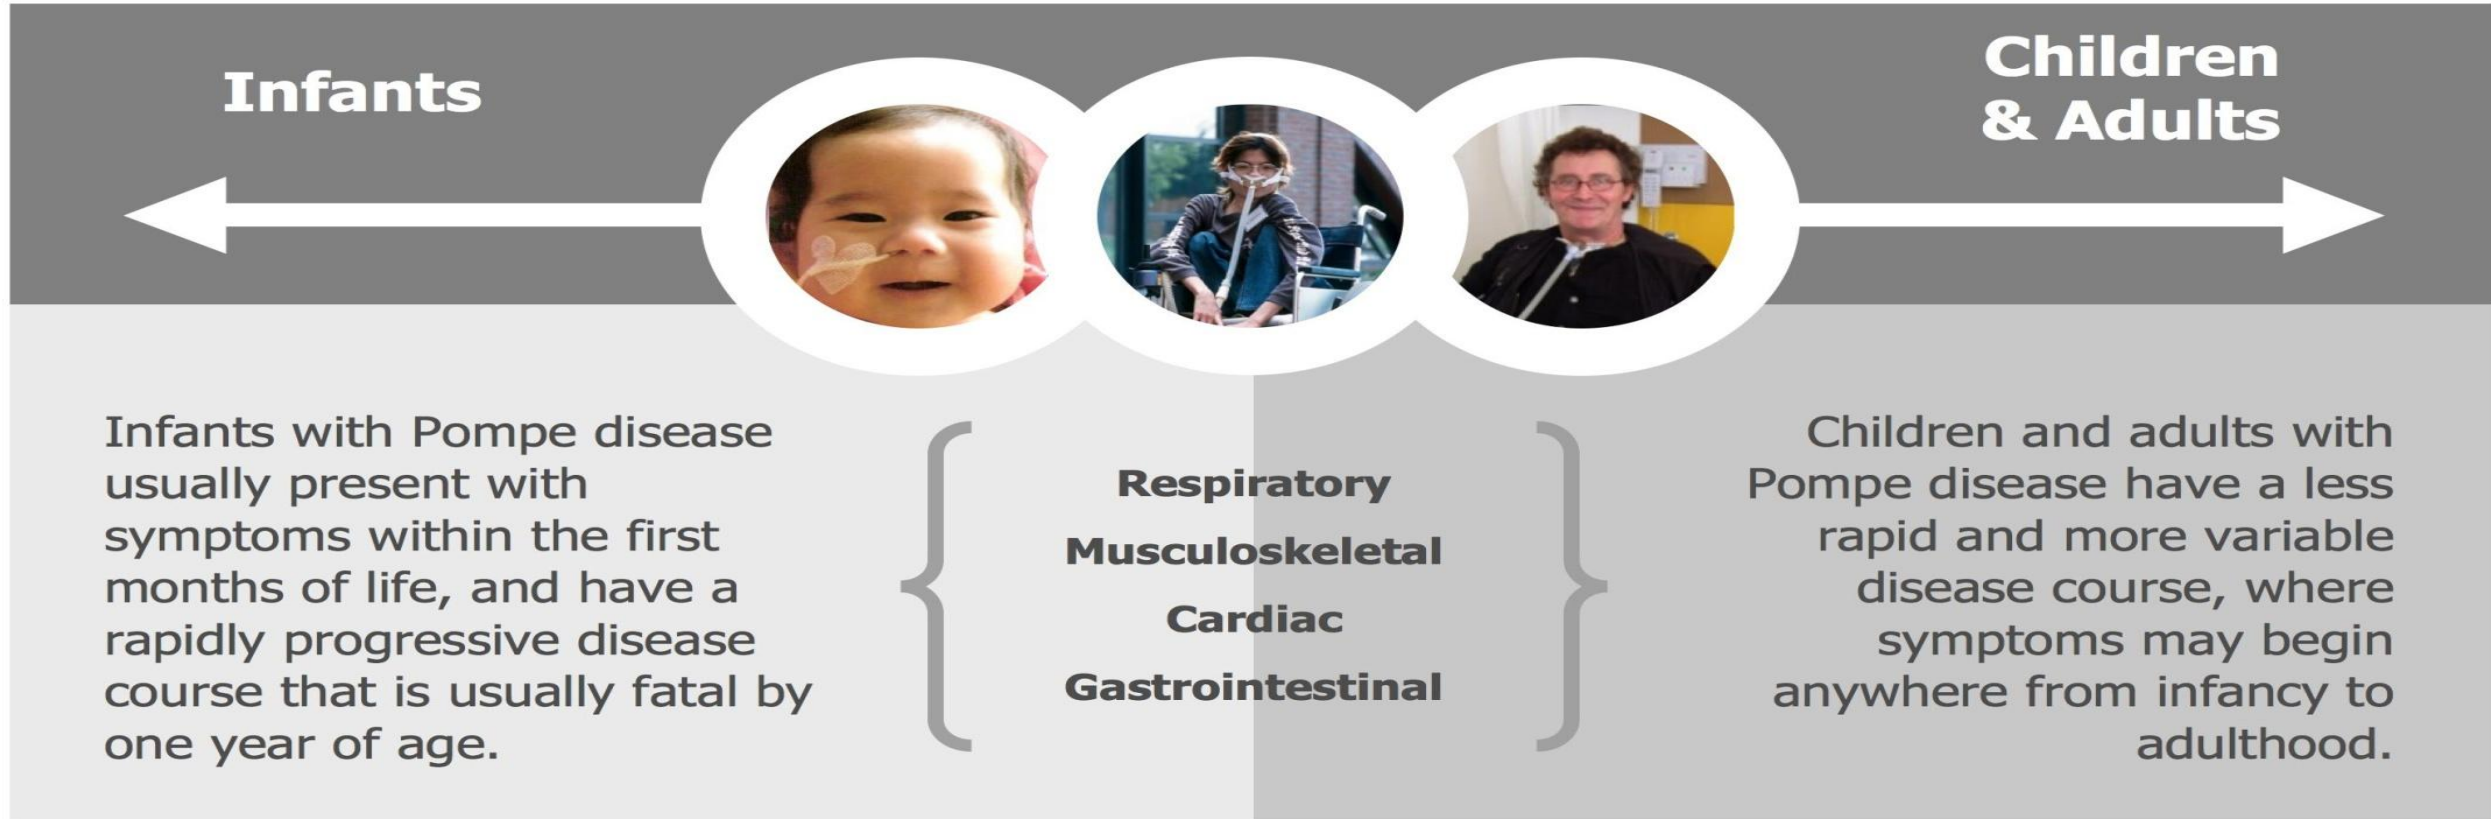 Infants
Children
& Adults
Infants with Pompe disease
usually present with
symptoms within the first
months of life, and have a
rapidly progressive disease
course that is usually fatal by
one year of age.
Respiratory
Musculoskeletal
Cardiac
Gastrointestinal
Children and adults with
Pompe disease have a less
rapid and more variable
disease course, where
symptoms may begin
anywhere from infancy to
adulthood.